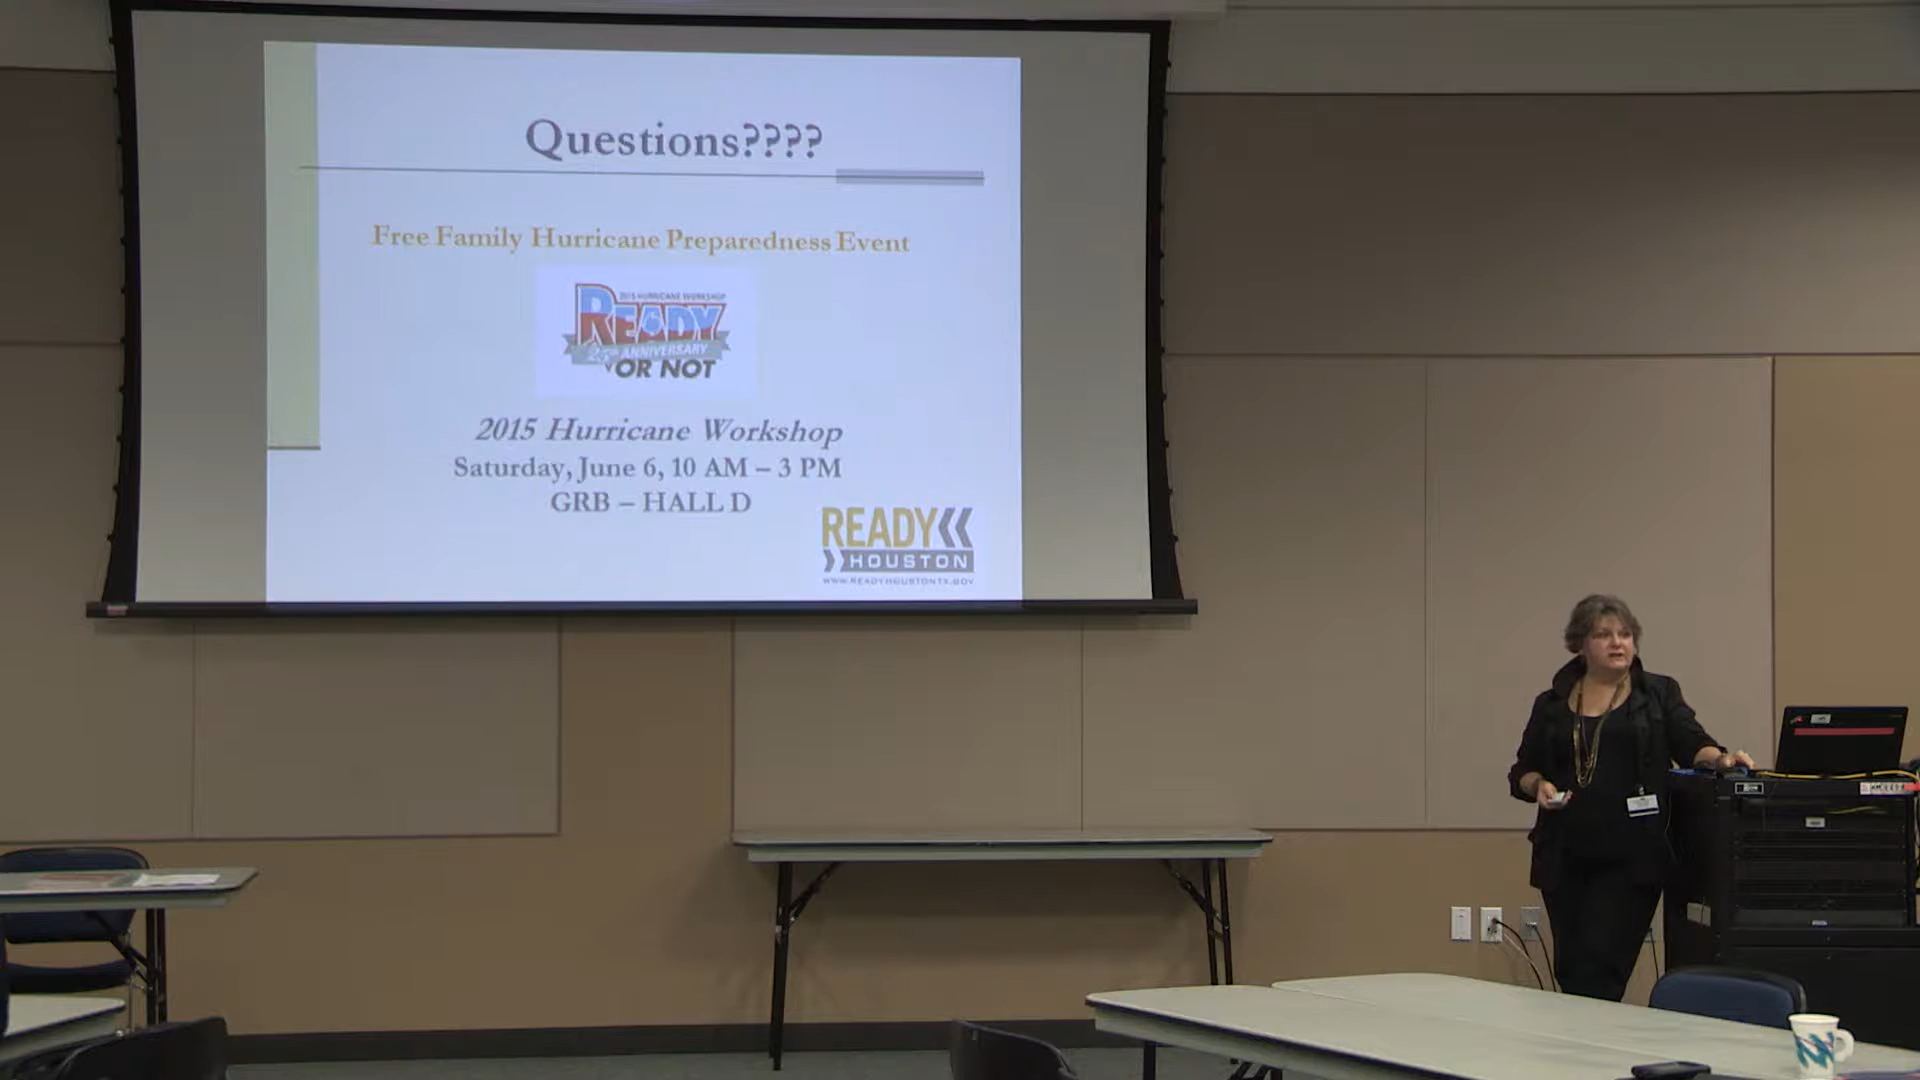 Questions????
Free Family Hurricane Preparedness Event
2015 HURRICANE WORKSHOP
READY
25th ANNIVERSARY
OR NOT
2015 Hurricane Workshop
Saturday, June 6, 10 AM – 3 PM
GRB – HALL D
READY
HOUSTON
WWW.READYHOUSTONTX.GOV